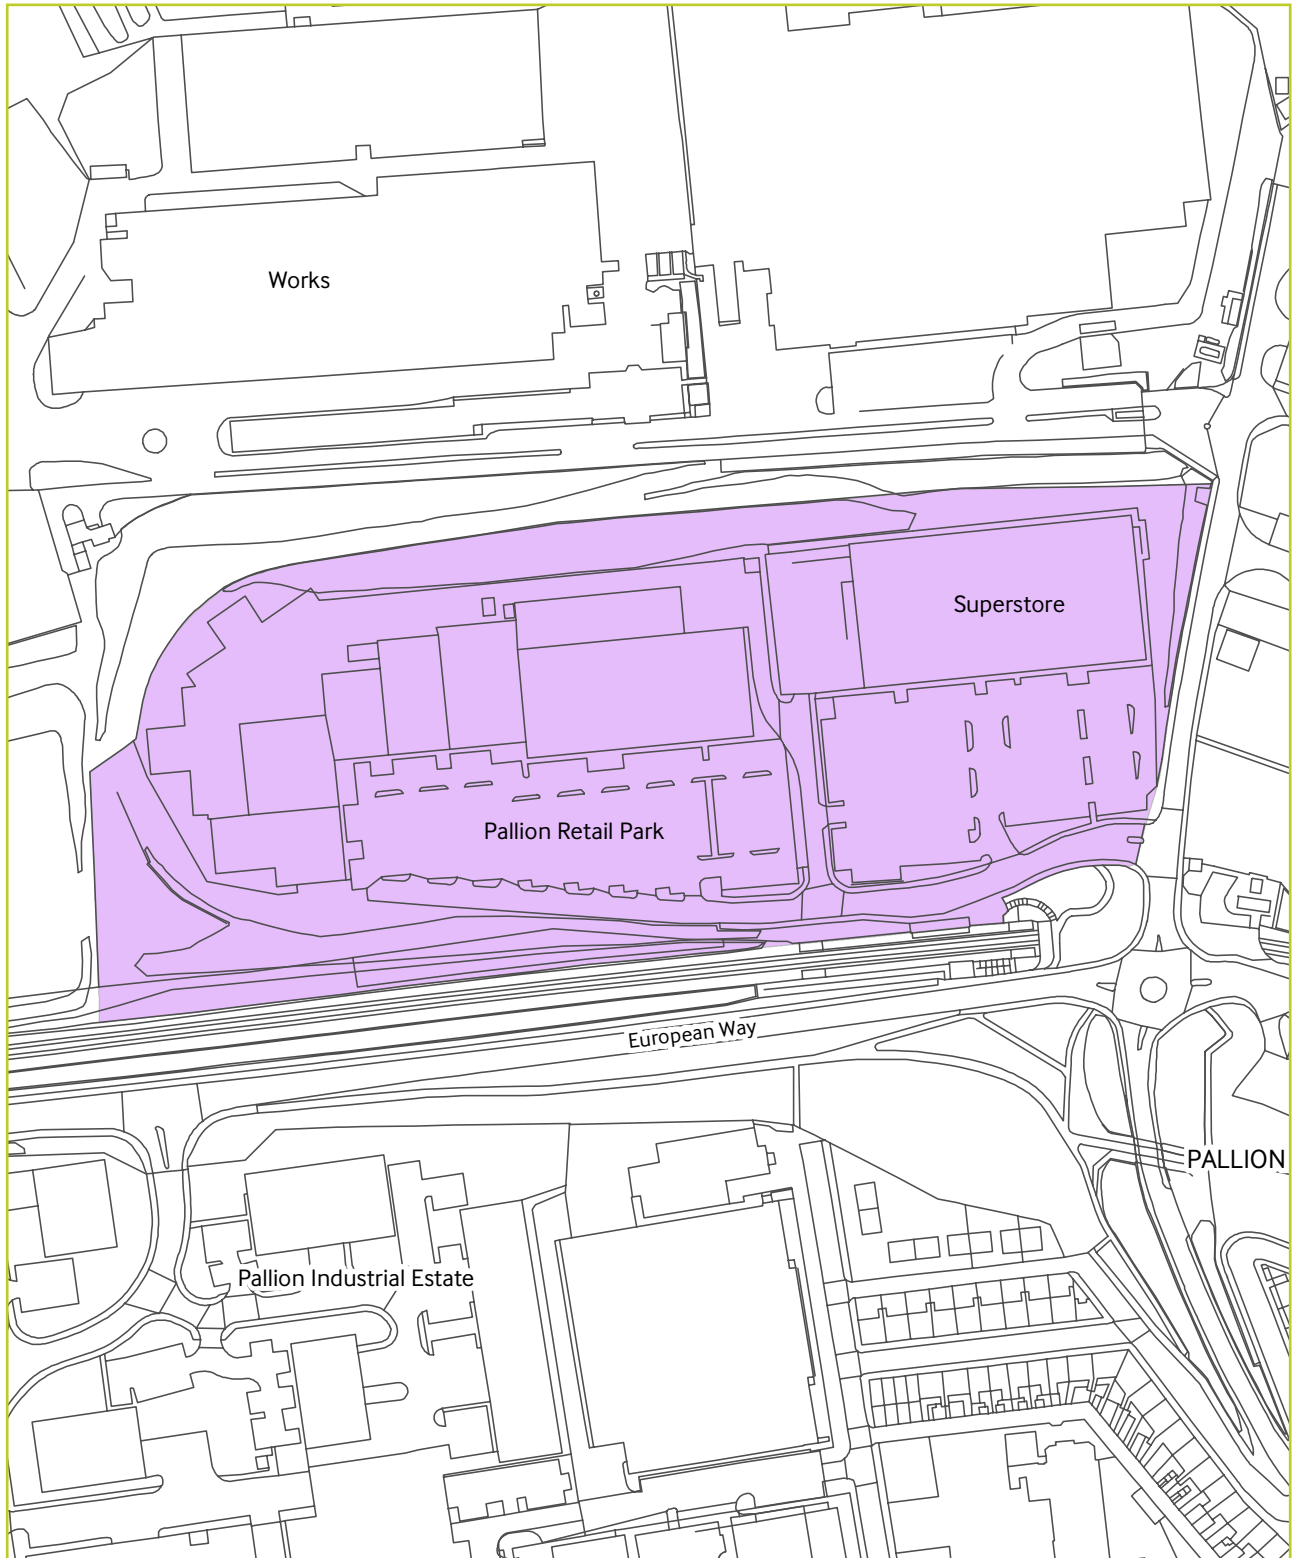 Works
Superstore
Pallion Retail Park
European Way
PALLION
Pallion Industrial Estate